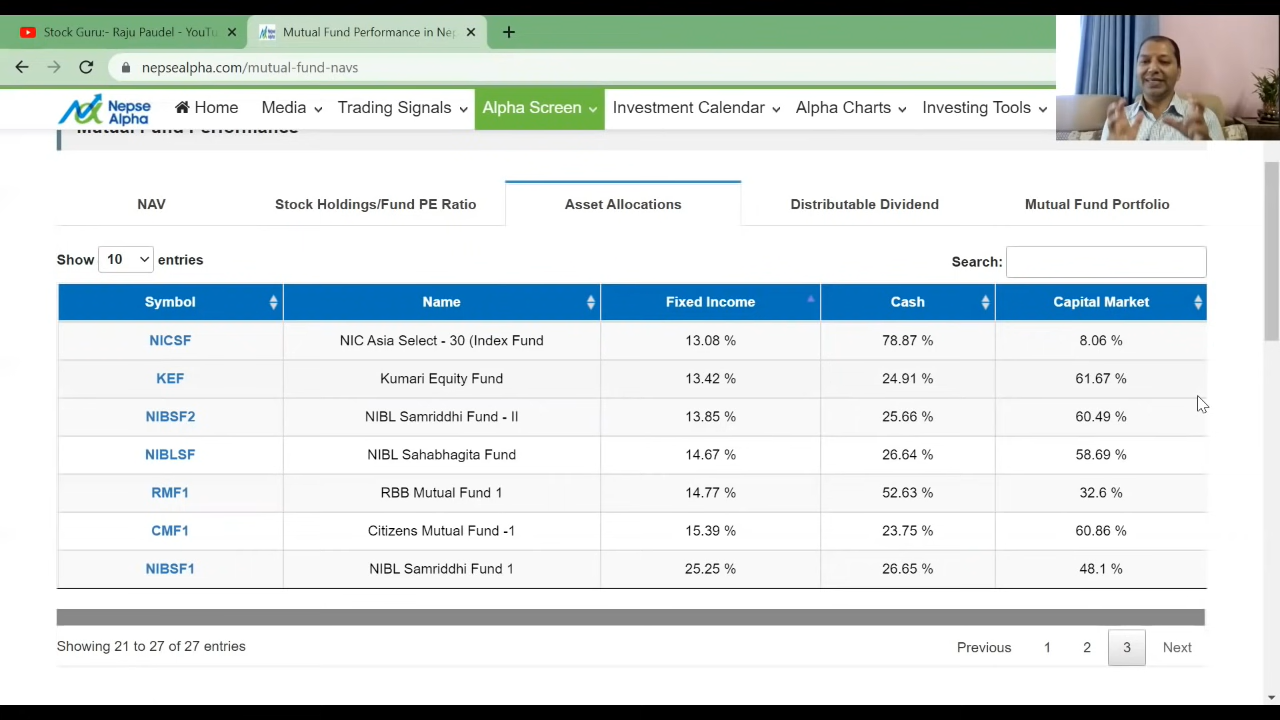 Stock Guru:- Raju Paudel - YouTu
Mutual Fund Performance in Nep
nepsealpha.com/mutual-fund-navs
Nepse Alpha
Home
Media
Trading Signals
Alpha Screen
Investment Calendar
Alpha Charts
Investing Tools
Mutual Fund Performance
NAV
Stock Holdings/Fund PE Ratio
Asset Allocations
Distributable Dividend
Mutual Fund Portfolio
Show 10 entries
Search:
Symbol Name Fixed Income Cash Capital Market
NICSF NIC Asia Select - 30 (Index Fund 13.08 % 78.87 % 8.06 %
KEF Kumari Equity Fund 13.42 % 24.91 % 61.67 %
NIBSF2 NIBL Samriddhi Fund - II 13.85 % 25.66 % 60.49 %
NIBLSF NIBL Sahabhagita Fund 14.67 % 26.64 % 58.69 %
RMF1 RBB Mutual Fund 1 14.77 % 52.63 % 32.6 %
CMF1 Citizens Mutual Fund -1 15.39 % 23.75 % 60.86 %
NIBSF1 NIBL Samriddhi Fund 1 25.25 % 26.65 % 48.1 %
Showing 21 to 27 of 27 entries
Previous 1 2 3 Next